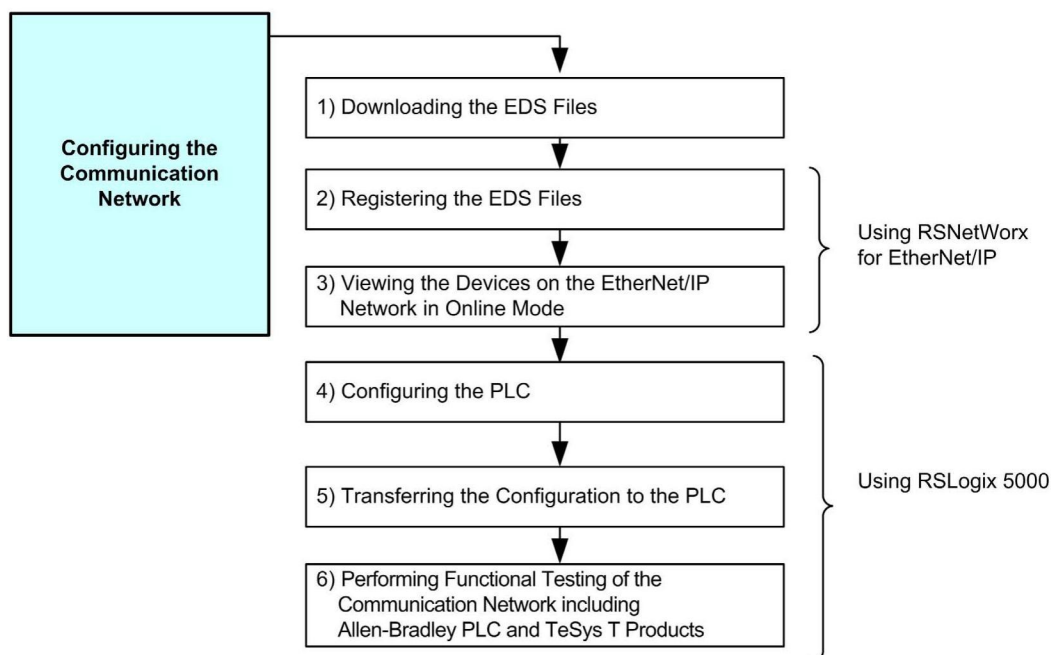 Configuring the
Communication
Network
1) Downloading the EDS Files
2) Registering the EDS Files
3) Viewing the Devices on the EtherNet/IP
Network in Online Mode
Using RSNetWorx
for EtherNet/IP
4) Configuring the PLC
5) Transferring the Configuration to the PLC
6) Performing Functional Testing of the
Communication Network including
Allen-Bradley PLC and TeSys T Products
Using RSLogix 5000